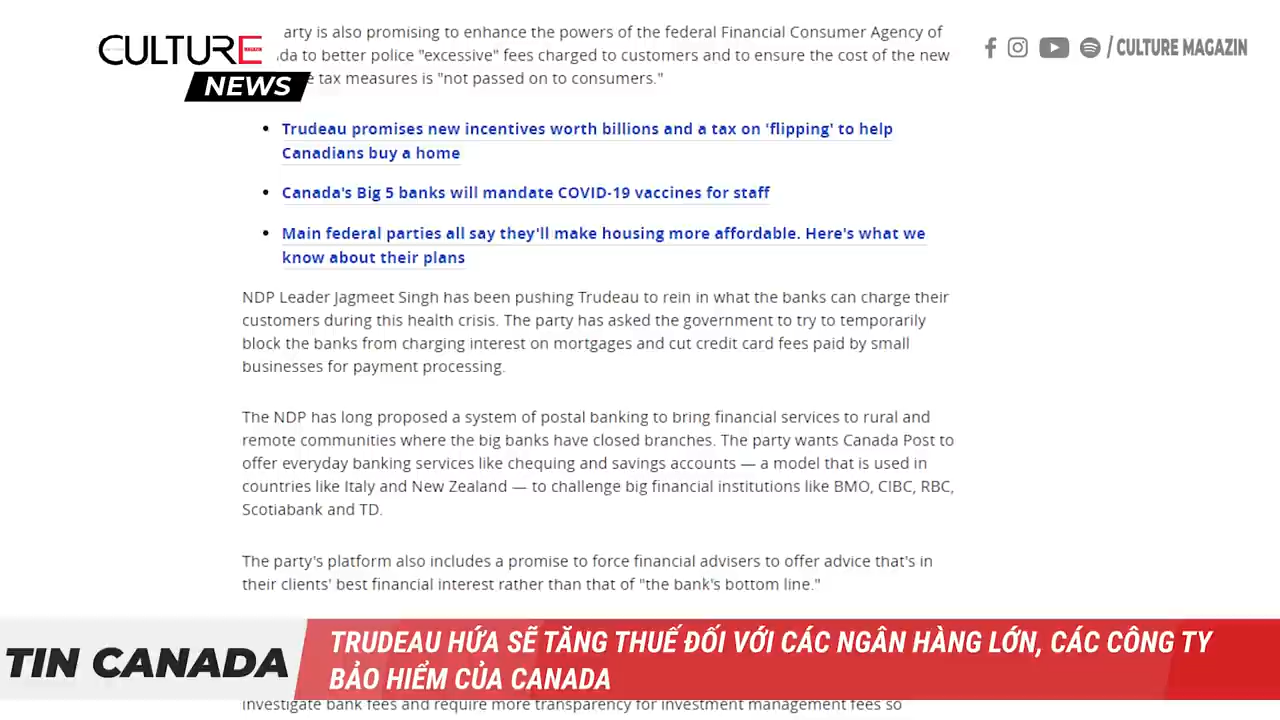 CULTURE
MAGAZIN
NEWS
arty is also promising to enhance the powers of the federal Financial Consumer Agency of
da to better police "excessive" fees charged to customers and to ensure the cost of the new
e tax measures is "not passed on to consumers."
/ CULTURE MAGAZIN
• Trudeau promises new incentives worth billions and a tax on 'flipping' to help
Canadians buy a home
• Canada's Big 5 banks will mandate COVID-19 vaccines for staff
• Main federal parties all say they'll make housing more affordable. Here's what we
know about their plans
NDP Leader Jagmeet Singh has been pushing Trudeau to rein in what the banks can charge their
customers during this health crisis. The party has asked the government to try to temporarily
block the banks from charging interest on mortgages and cut credit card fees paid by small
businesses for payment processing.
The NDP has long proposed a system of postal banking to bring financial services to rural and
remote communities where the big banks have closed branches. The party wants Canada Post to
offer everyday banking services like chequing and savings accounts — a model that is used in
countries like Italy and New Zealand — to challenge big financial institutions like BMO, CIBC, RBC,
Scotiabank and TD.
The party's platform also includes a promise to force financial advisers to offer advice that's in
their clients' best financial interest rather than that of "the bank's bottom line."
TIN CANADA
TRUDEAU HỨA SẼ TĂNG THUẾ ĐỐI VỚI CÁC NGÂN HÀNG LỚN, CÁC CÔNG TY
BẢO HIỂM CỦA CANADA
investigate bank fees and require more transparency for investment management fees so